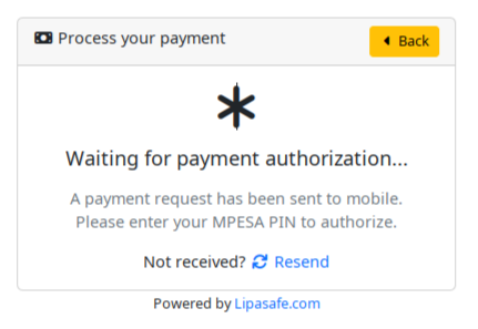 Process your payment
Back
Waiting for payment authorization...
A payment request has been sent to mobile.
Please enter your MPESA PIN to authorize.
Not received? Resend
Powered by Lipasafe.com